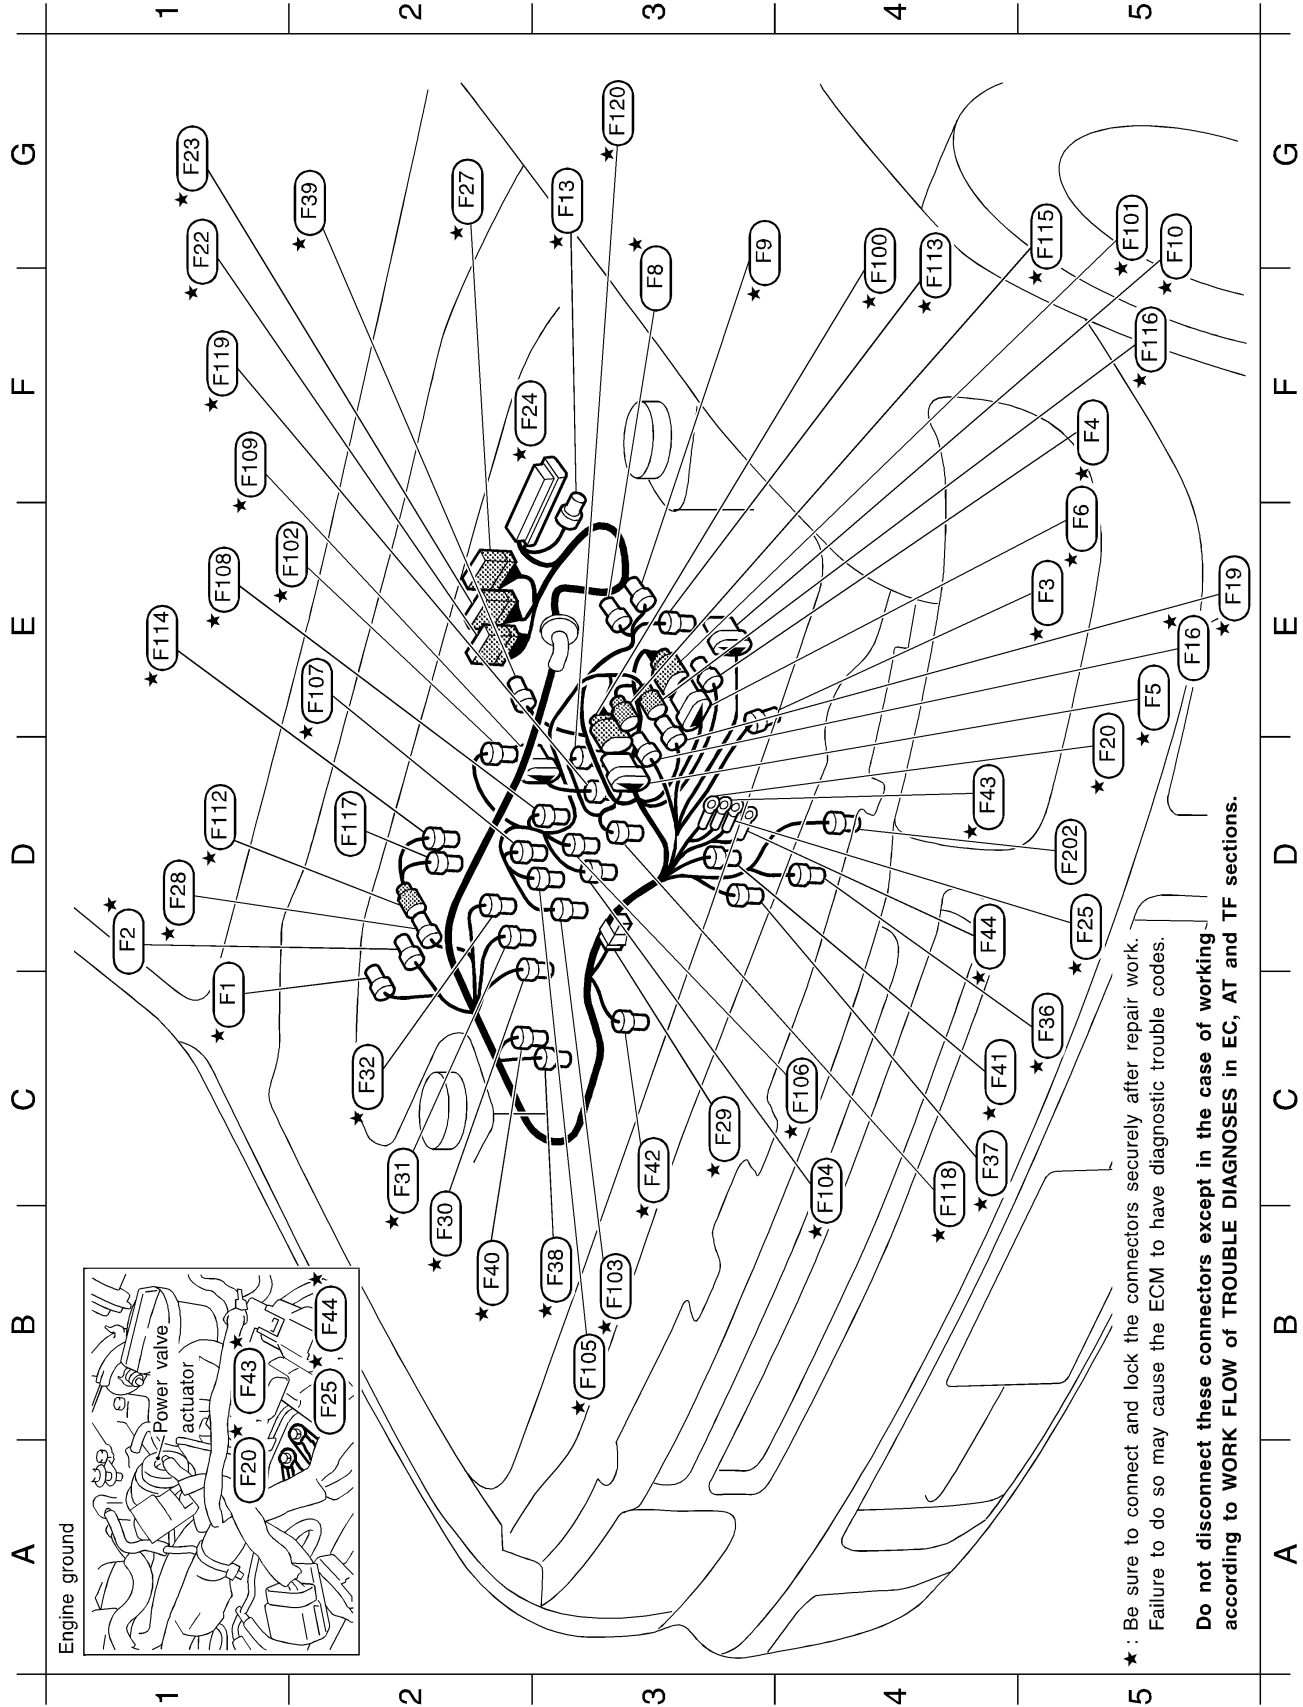 1
2
3
4
5
G
F
E
D
C
B
A
G
F
E
D
C
B
A
1
2
3
4
5
★ F23
★ F22
★ F39
★ F27
★ F13
★ F120
★ F119
★ F109
★ F102
★ F108
★ F114
★ F107
★ F112
F117
★ F28
★ F2
★ F1
★ F24
★ F8
★ F9
★ F100
★ F113
★ F115
★ F101
★ F10
★ F116
★ F4
★ F6
★ F3
★ F19
★ F16
★ F5
★ F20
★ F43
F202
★ F25
★ F44
★ F36
★ F41
★ F37
★ F118
★ F106
★ F104
★ F29
★ F42
★ F103
★ F105
★ F38
★ F40
★ F30
★ F31
★ F32
Engine ground
Power valve
actuator
★ F20
★ F43
★ F25 ,
★ F44
★ : Be sure to connect and lock the connectors securely after repair work.
Failure to do so may cause the ECM to have diagnostic trouble codes.
Do not disconnect these connectors except in the case of working
according to WORK FLOW of TROUBLE DIAGNOSES in EC, AT and TF sections.